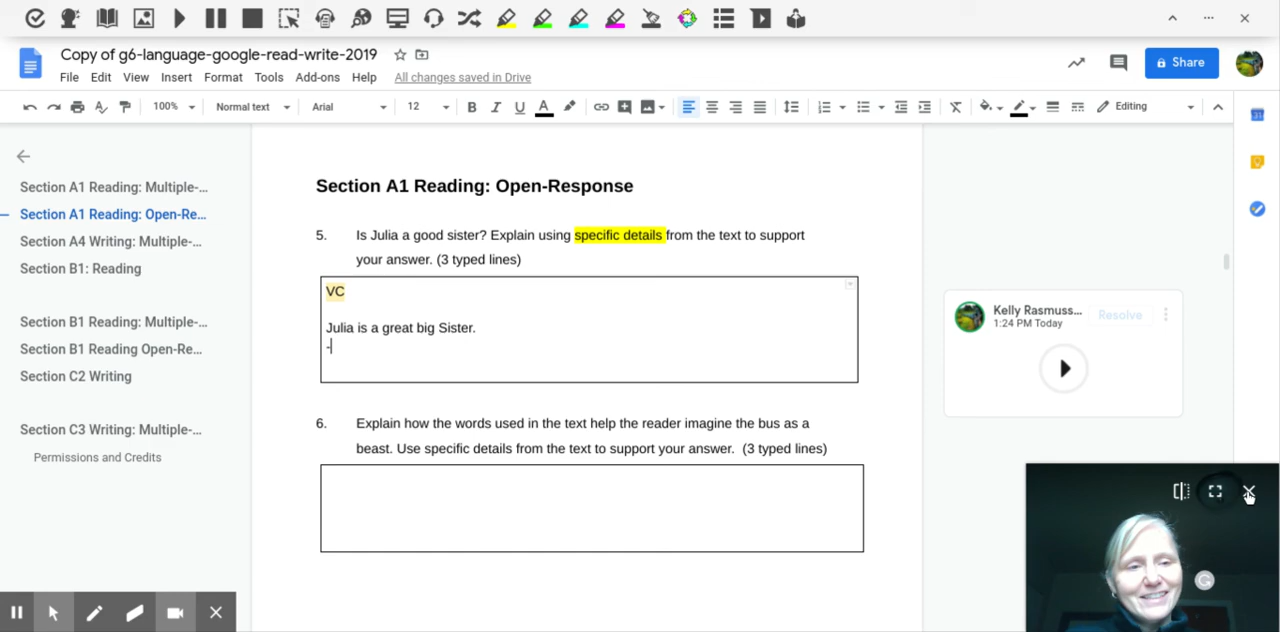 Copy of g6-language-google-read-write-2019
File Edit View Insert Format Tools Add-ons Help All changes saved in Drive
Share
100% Normal text Arial 12 B I U A Editing
Section A1 Reading: Multiple-...
Section A1 Reading: Open-Re...
Section A4 Writing: Multiple-...
Section B1: Reading
Section B1 Reading: Multiple-...
Section B1 Reading Open-Re...
Section C2 Writing
Section C3 Writing: Multiple-...
Permissions and Credits
Section A1 Reading: Open-Response
5. Is Julia a good sister? Explain using specific details from the text to support
your answer. (3 typed lines)
VC
Julia is a great big Sister.
-
6. Explain how the words used in the text help the reader imagine the bus as a
beast. Use specific details from the text to support your answer. (3 typed lines)
Kelly Rasmuss...
1:24 PM Today
Resolve
31